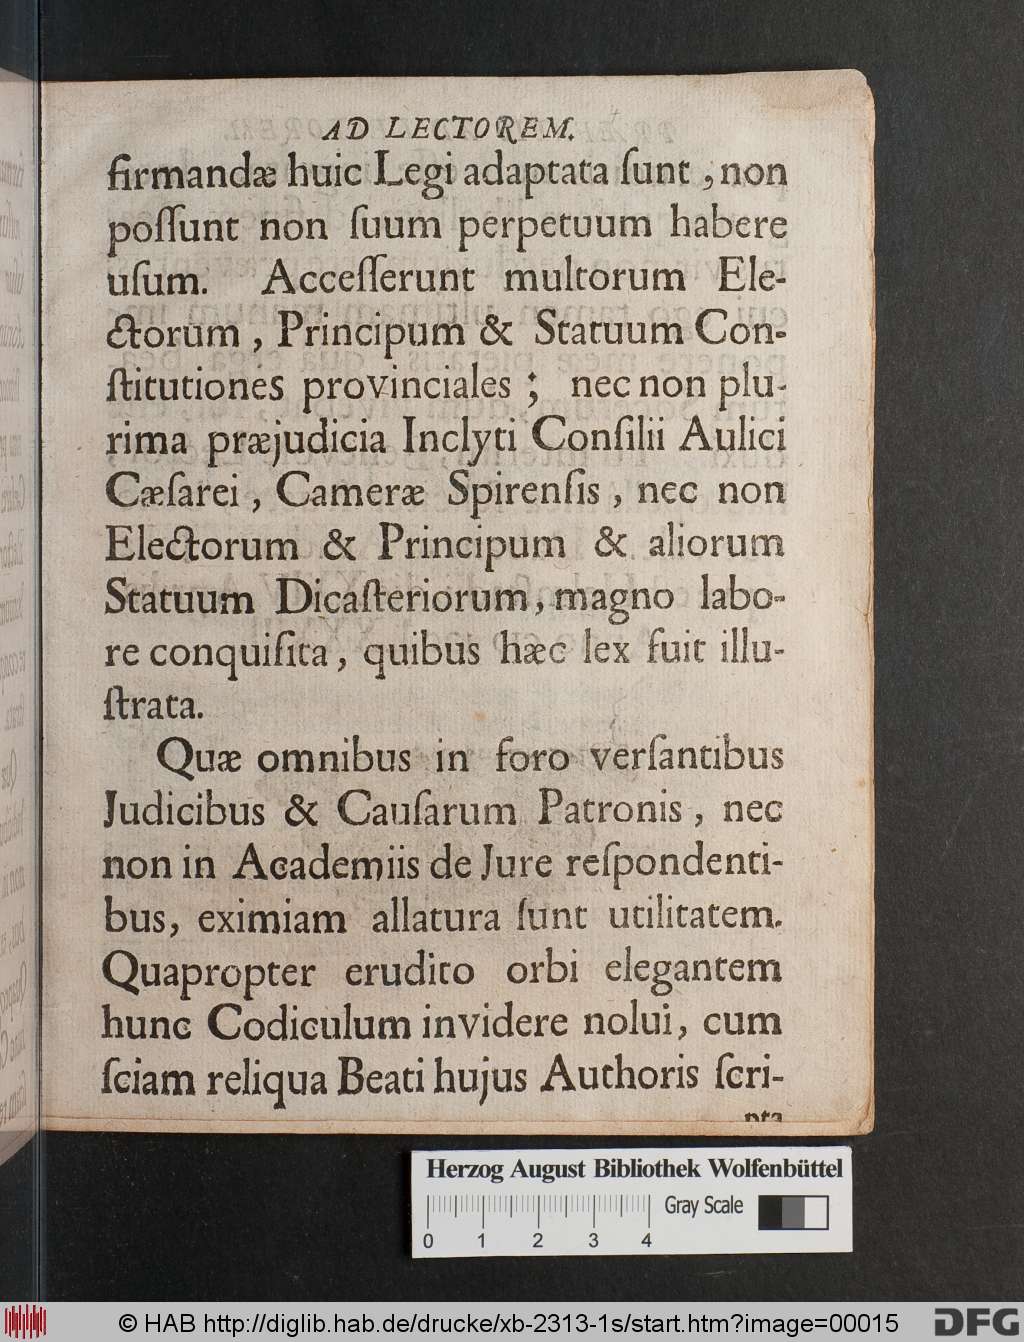 AD LECTOREM.
firmandæ huic Legi adaptata ſunt, non
poſſunt non ſuum perpetuum habere
uſum. Acceſſerunt multorum Ele-
ctorum, Principum & Statuum Con-
ſtitutiones provinciales; nec non plu-
rima præjudicia Inclyti Conſilii Aulici
Cæſarei, Cameræ Spirenſis, nec non
Electorum & Principum & aliorum
Statuum Dicaſteriorum, magno labo-
re conquiſita, quibus hæc lex fuit illu-
ſtrata.
Quæ omnibus in foro verſantibus
Judicibus & Cauſarum Patronis, nec
non in Academiis de Jure reſpondenti-
bus, eximiam allatura ſunt utilitatem.
Quapropter erudito orbi elegantem
hunc Codiculum invidere nolui, cum
ſciam reliqua Beati hujus Authoris ſcri-
pta
Herzog August Bibliothek Wolfenbüttel
Gray Scale
0 1 2 3 4
© HAB http://diglib.hab.de/drucke/xb-2313-1s/start.htm?image=00015
DFG